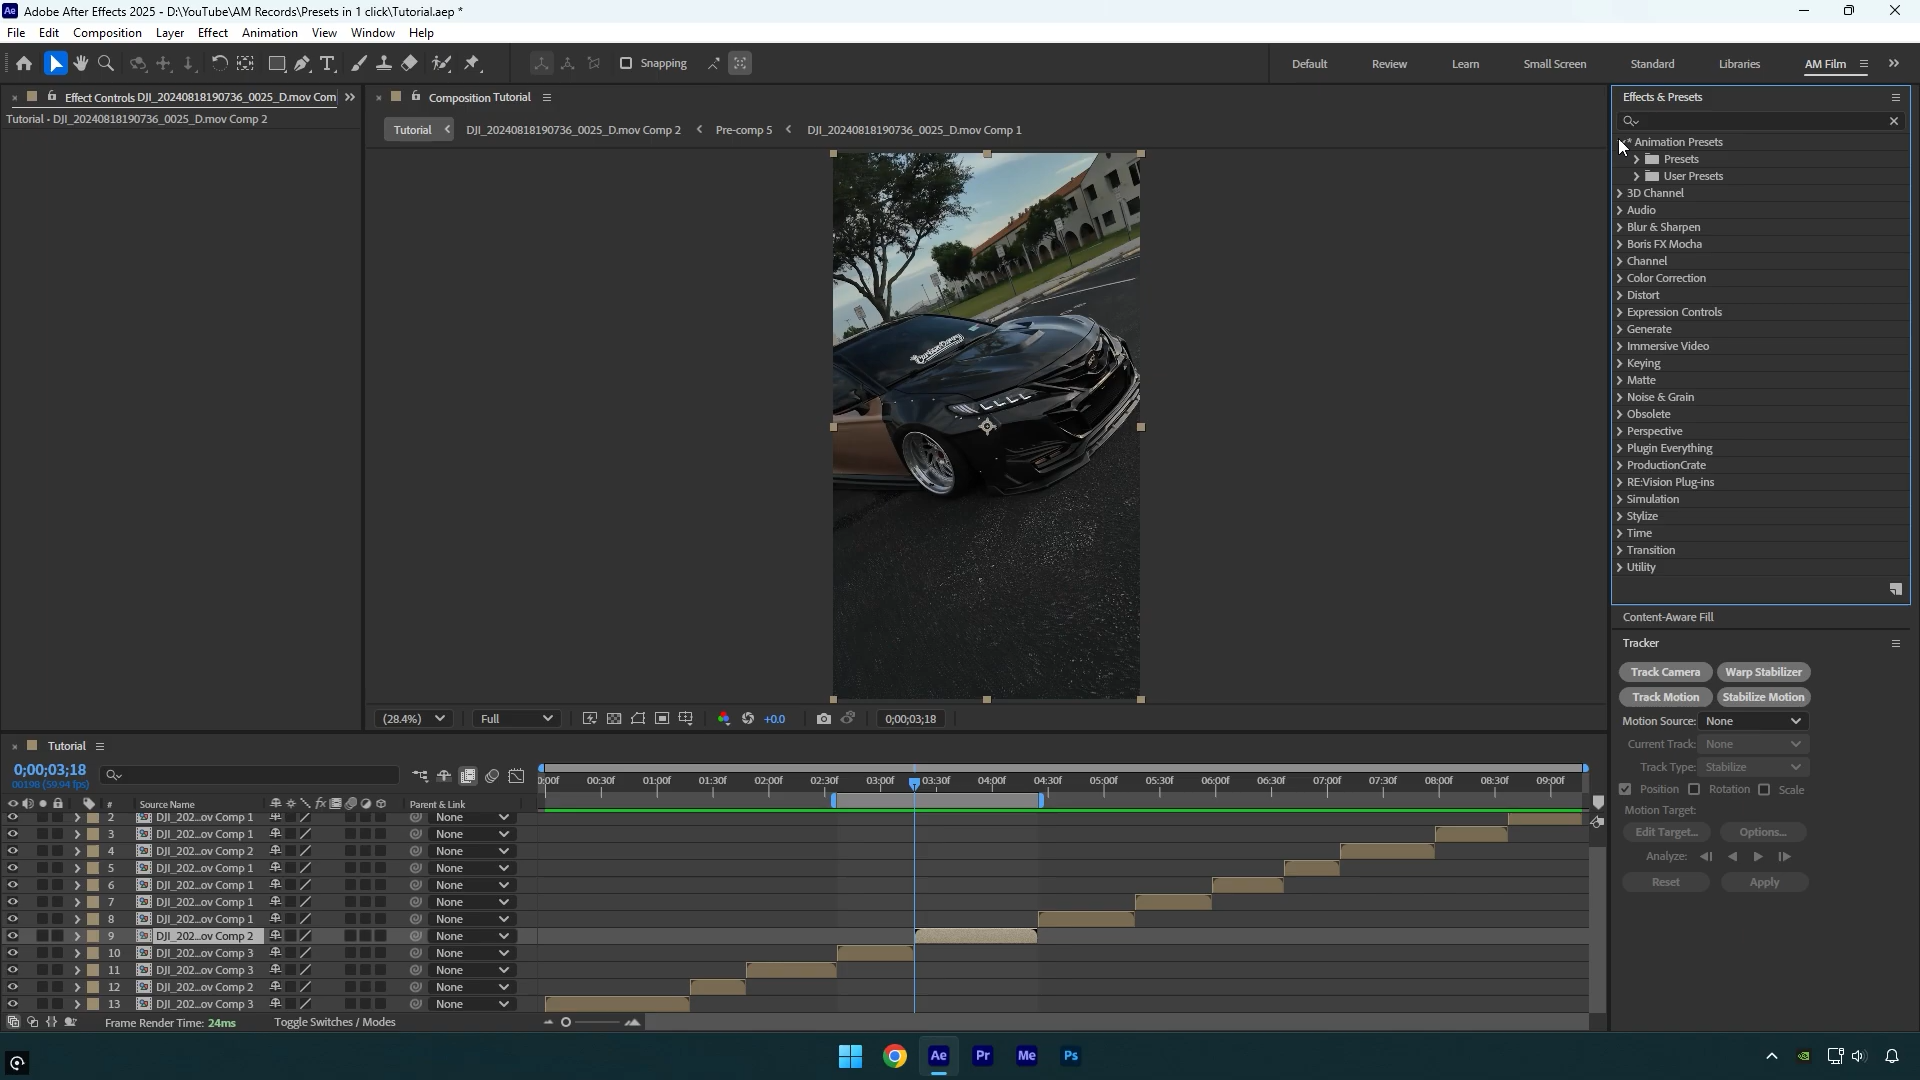 Adobe After Effects 2025 - D:\YouTube\AM Records\Presets in 1 click\Tutorial.aep *
File Edit Composition Layer Effect Animation View Window Help
Snapping
Default Review Learn Small Screen Standard Libraries AM Film
Effect Controls DJI_20240818190736_0025_D.mov Com
Tutorial • DJI_20240818190736_0025_D.mov Comp 2
Composition Tutorial
Tutorial DJI_20240818190736_0025_D.mov Comp 2 Pre-comp 5 DJI_20240818190736_0025_D.mov Comp 1
(28.4%) Full +0.0 0;00;03;18
Effects & Presets
* Animation Presets
Presets
User Presets
3D Channel
Audio
Blur & Sharpen
Boris FX Mocha
Channel
Color Correction
Distort
Expression Controls
Generate
Immersive Video
Keying
Matte
Noise & Grain
Obsolete
Perspective
Plugin Everything
ProductionCrate
RE:Vision Plug-ins
Simulation
Stylize
Time
Transition
Utility
Content-Aware Fill
Tracker
Track Camera Warp Stabilizer
Track Motion Stabilize Motion
Motion Source: None
Current Track: None
Track Type: Stabilize
Position Rotation Scale
Motion Target:
Edit Target... Options...
Analyze:
Reset Apply
Tutorial
0;00;03;18
00198 (59.94 fps)
:00f 00:30f 01:00f 01:30f 02:00f 02:30f 03:00f 03:30f 04:00f 04:30f 05:00f 05:30f 06:00f 06:30f 07:00f 07:30f 08:00f 08:30f 09:00f
# Source Name fx Parent & Link
2 DJI_202...ov Comp 1 None
3 DJI_202...ov Comp 1 None
4 DJI_202...ov Comp 2 None
5 DJI_202...ov Comp 1 None
6 DJI_202...ov Comp 1 None
7 DJI_202...ov Comp 1 None
8 DJI_202...ov Comp 1 None
9 DJI_202...ov Comp 2 None
10 DJI_202...ov Comp 3 None
11 DJI_202...ov Comp 3 None
12 DJI_202...ov Comp 2 None
13 DJI_202...ov Comp 3 None
Frame Render Time: 24ms Toggle Switches / Modes
Ae Pr Me Ps